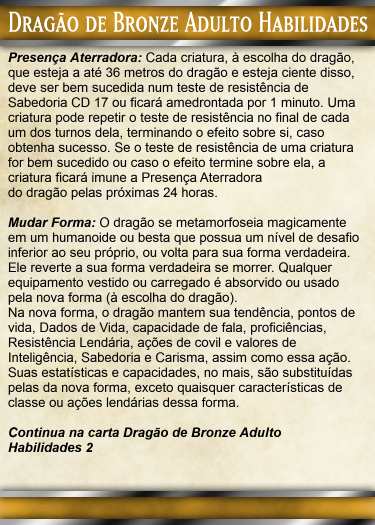 Dragão de Bronze Adulto Habilidades
Presença Aterradora: Cada criatura, à escolha do dragão,
que esteja a até 36 metros do dragão e esteja ciente disso,
deve ser bem sucedida num teste de resistência de
Sabedoria CD 17 ou ficará amedrontada por 1 minuto. Uma
criatura pode repetir o teste de resistência no final de cada
um dos turnos dela, terminando o efeito sobre si, caso
obtenha sucesso. Se o teste de resistência de uma criatura
for bem sucedido ou caso o efeito termine sobre ela, a
criatura ficará imune a Presença Aterradora
do dragão pelas próximas 24 horas.
Mudar Forma: O dragão se metamorfoseia magicamente
em um humanoide ou besta que possua um nível de desafio
inferior ao seu próprio, ou volta para sua forma verdadeira.
Ele reverte a sua forma verdadeira se morrer. Qualquer
equipamento vestido ou carregado é absorvido ou usado
pela nova forma (à escolha do dragão).
Na nova forma, o dragão mantem sua tendência, pontos de
vida, Dados de Vida, capacidade de fala, proficiências,
Resistência Lendária, ações de covil e valores de
Inteligência, Sabedoria e Carisma, assim como essa ação.
Suas estatísticas e capacidades, no mais, são substituídas
pelas da nova forma, exceto quaisquer características de
classe ou ações lendárias dessa forma.
Continua na carta Dragão de Bronze Adulto
Habilidades 2